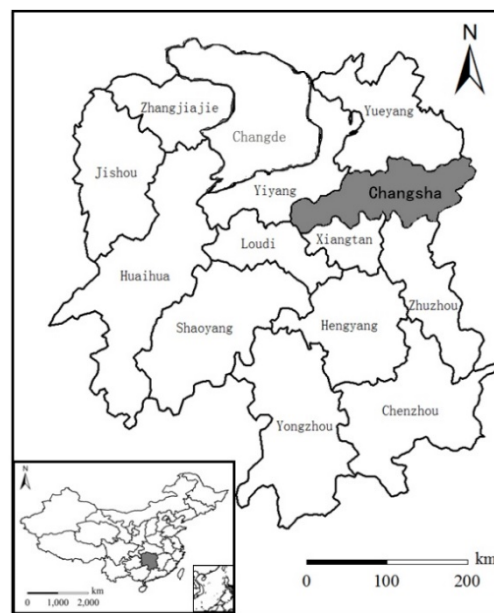 N
Zhangjiajie
Changde
Yueyang
Jishou
Yiyang
Changsha
Loudi
Xiangtan
Huaihua
Zhuzhou
Shaoyang
Hengyang
Chenzhou
Yongzhou
N
km
0 1,000 2,000
km
0 100 200